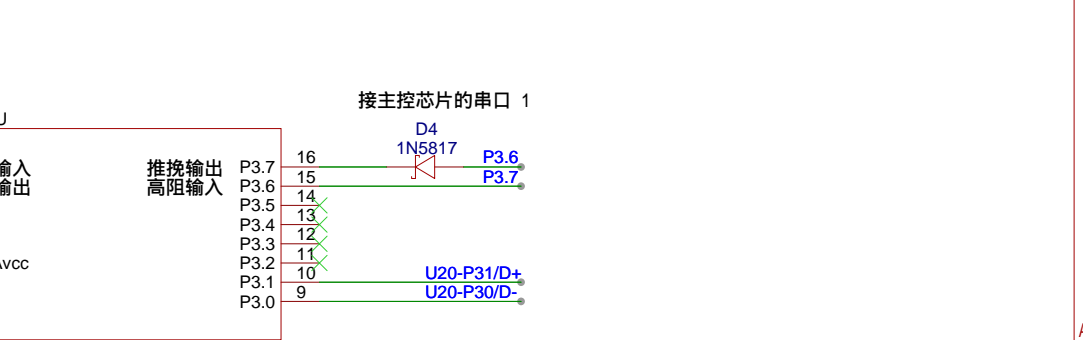 接主控芯片的串口 1
D4
1N5817
输入 推挽输出 P3.7 16 P3.6
输出 高阻输入 P3.6 15 P3.7
P3.5 14
P3.4 13
P3.3 12
Avcc P3.2 11
P3.1 10 U20-P31/D+
P3.0 9 U20-P30/D-